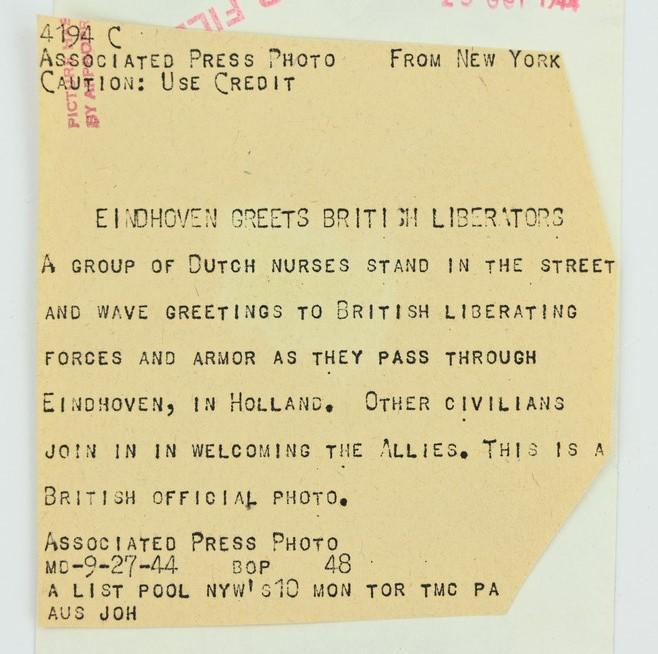 4194 C
Associated Press Photo From New York
Caution: Use Credit
EINDHOVEN GREETS BRITISH LIBERATORS
A group of Dutch nurses stand in the street
and wave greetings to British liberating
forces and armor as they pass through
Eindhoven, in Holland. Other civilians
join in in welcoming the Allies. This is a
British official photo.
Associated Press Photo
MD-9-27-44 BOP 48
A LIST POOL NYW'S10 MON TOR TMC PA
AUS JOH